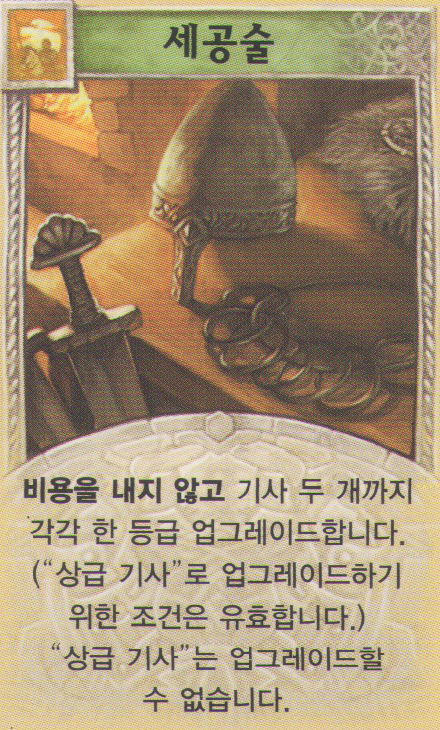 세공술
비용을 내지 않고 기사 두 개까지
각각 한 등급 업그레이드합니다.
(“상급 기사”로 업그레이드하기
위한 조건은 유효합니다.)
“상급 기사”는 업그레이드할
수 없습니다.